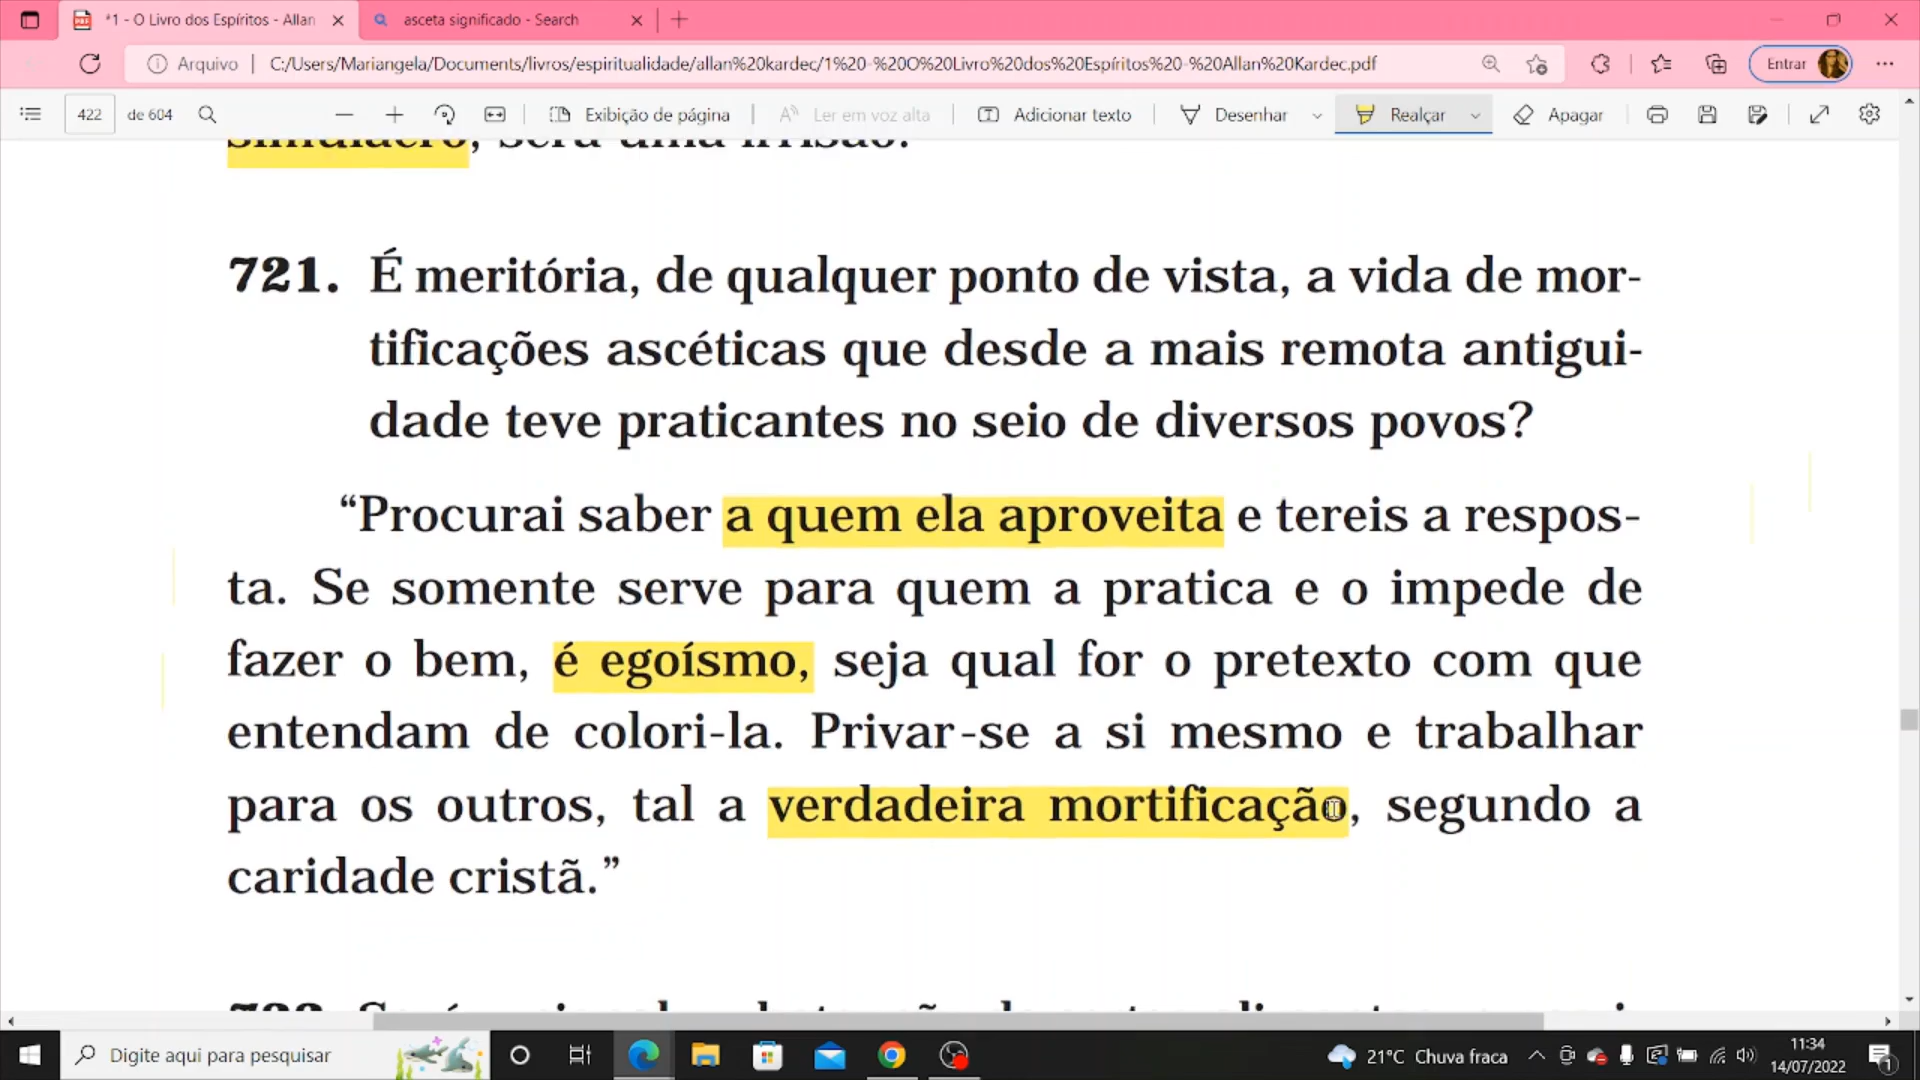 *1 - O Livro dos Espíritos - Allan
asceta significado - Search
Arquivo
C:/Users/Mariangela/Documents/livros/espiritualidade/allan%20kardec/1%20-%20O%20Livro%20dos%20Espíritos%20-%20Allan%20Kardec.pdf
Entrar
422 de 604
Exibição de página
Ler em voz alta
Adicionar texto
Desenhar
Realçar
Apagar
simulacro, será uma irrisão.
721. É meritória, de qualquer ponto de vista, a vida de mor-
tificações ascéticas que desde a mais remota antigui-
dade teve praticantes no seio de diversos povos?
“Procurai saber a quem ela aproveita e tereis a respos-
ta. Se somente serve para quem a pratica e o impede de
fazer o bem, é egoísmo, seja qual for o pretexto com que
entendam de colori-la. Privar-se a si mesmo e trabalhar
para os outros, tal a verdadeira mortificação, segundo a
caridade cristã.”
Digite aqui para pesquisar
21°C Chuva fraca
11:34
14/07/2022
1